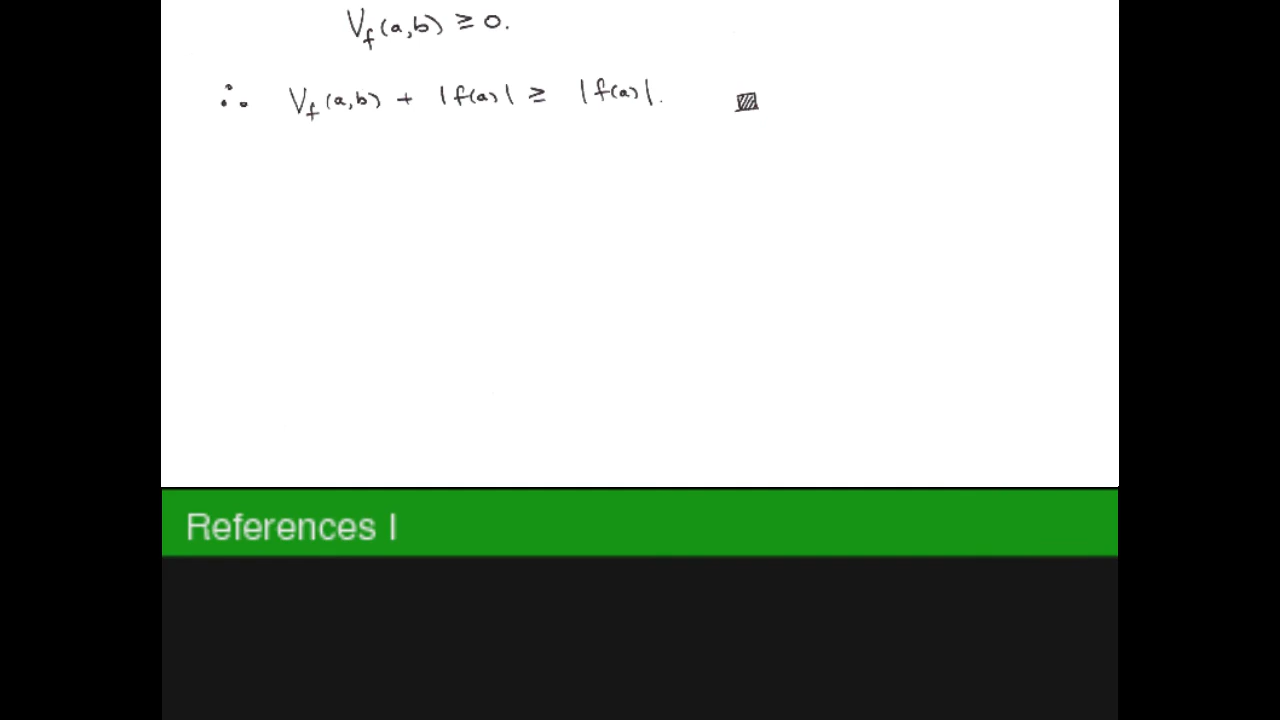 V_f(a,b) ≥ 0.
∴ V_f(a,b) + |f(a)| ≥ |f(a)|.
References I